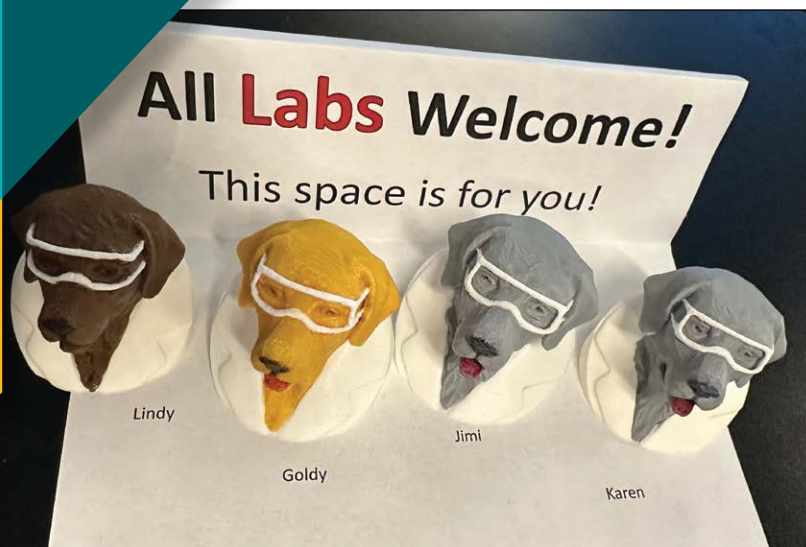 All Labs Welcome!
This space is for you!
Lindy
Goldy
Jimi
Karen